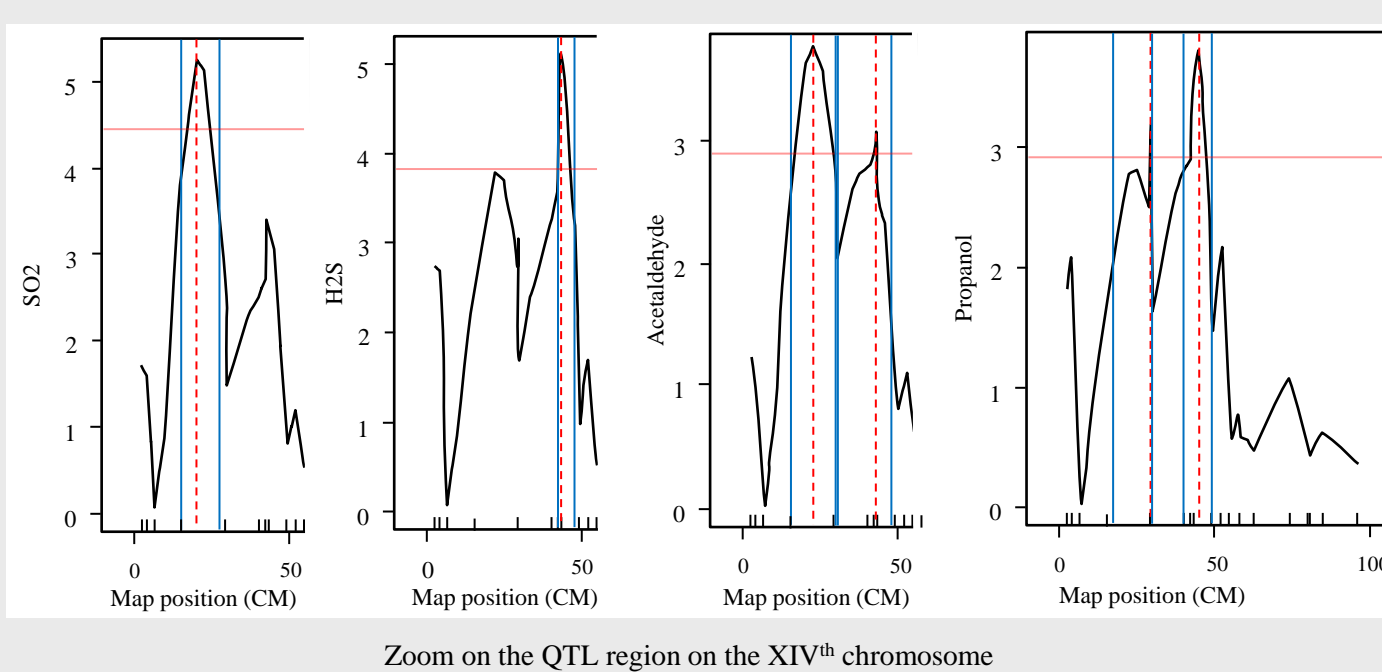 SO2
5
4
3
2
1
0
0 50
Map position (CM)
H2S
5
4
3
2
1
0
0 50
Map position (CM)
Acetaldehyde
3
2
1
0
0 50
Map position (CM)
Propanol
3
2
1
0
0 50 100
Map position (CM)
Zoom on the QTL region on the XIVth chromosome